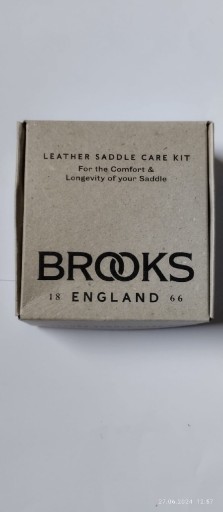 LEATHER SADDLE CARE KIT
For the Comfort &
Longevity of your Saddle
BROOKS
18 ENGLAND 66
27.06.2024 12:57